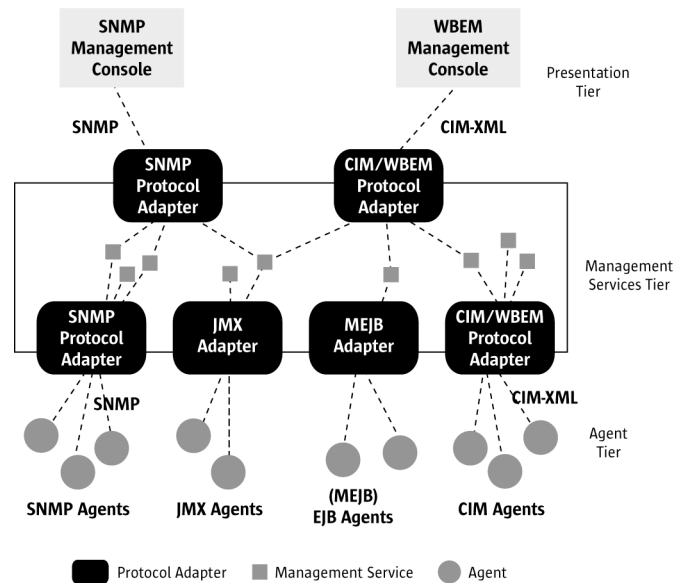 SNMP
Management
Console
WBEM
Management
Console
Presentation
Tier
SNMP
CIM-XML
SNMP
Protocol
Adapter
CIM/WBEM
Protocol
Adapter
Management
Services Tier
SNMP
Protocol
Adapter
JMX
Adapter
MEJB
Adapter
CIM/WBEM
Protocol
Adapter
SNMP
CIM-XML
Agent
Tier
SNMP Agents
JMX Agents
(MEJB)
EJB Agents
CIM Agents
Protocol Adapter
Management Service
Agent